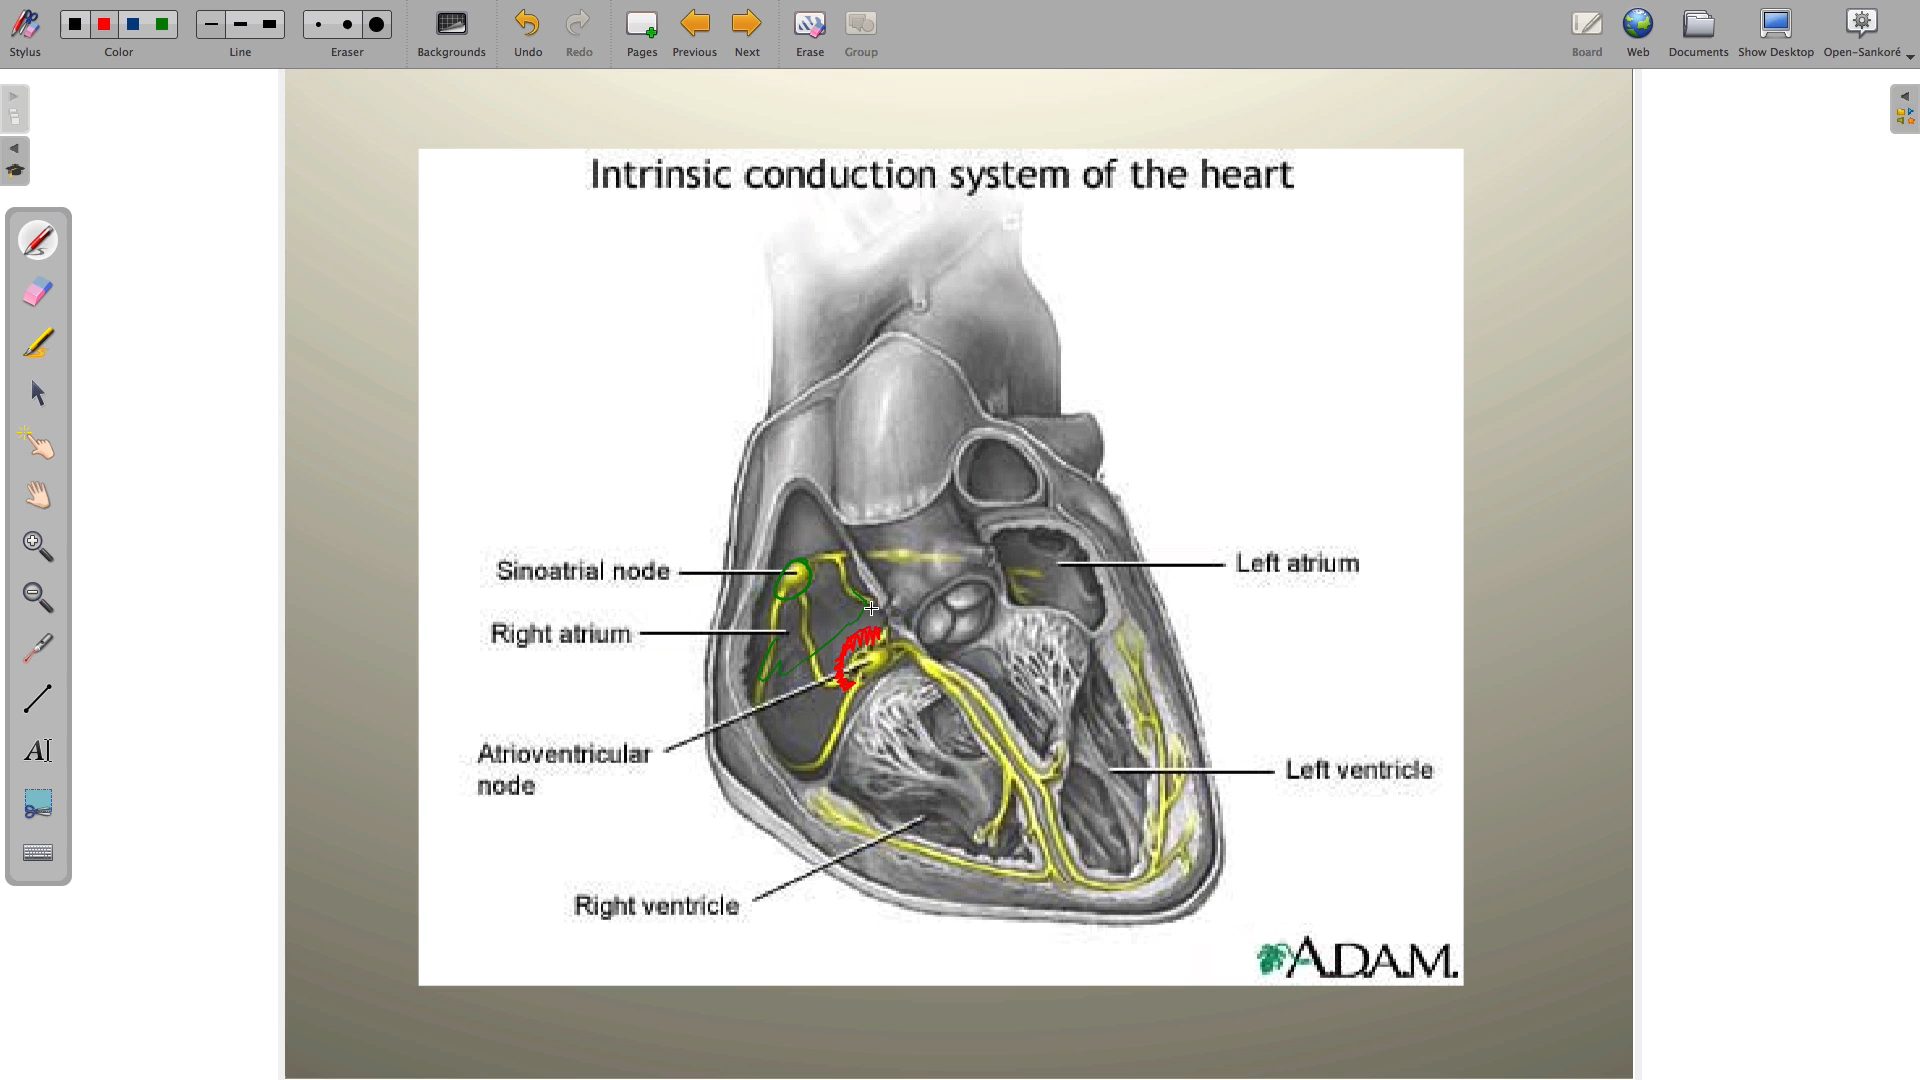 Stylus
Color
Line
Eraser
Backgrounds
Undo
Redo
Pages
Previous
Next
Erase
Group
Board
Web
Documents
Show Desktop
Open-Sankoré
Intrinsic conduction system of the heart
Sinoatrial node
Left atrium
Right atrium
Atrioventricular
node
Left ventricle
Right ventricle
A.D.A.M.